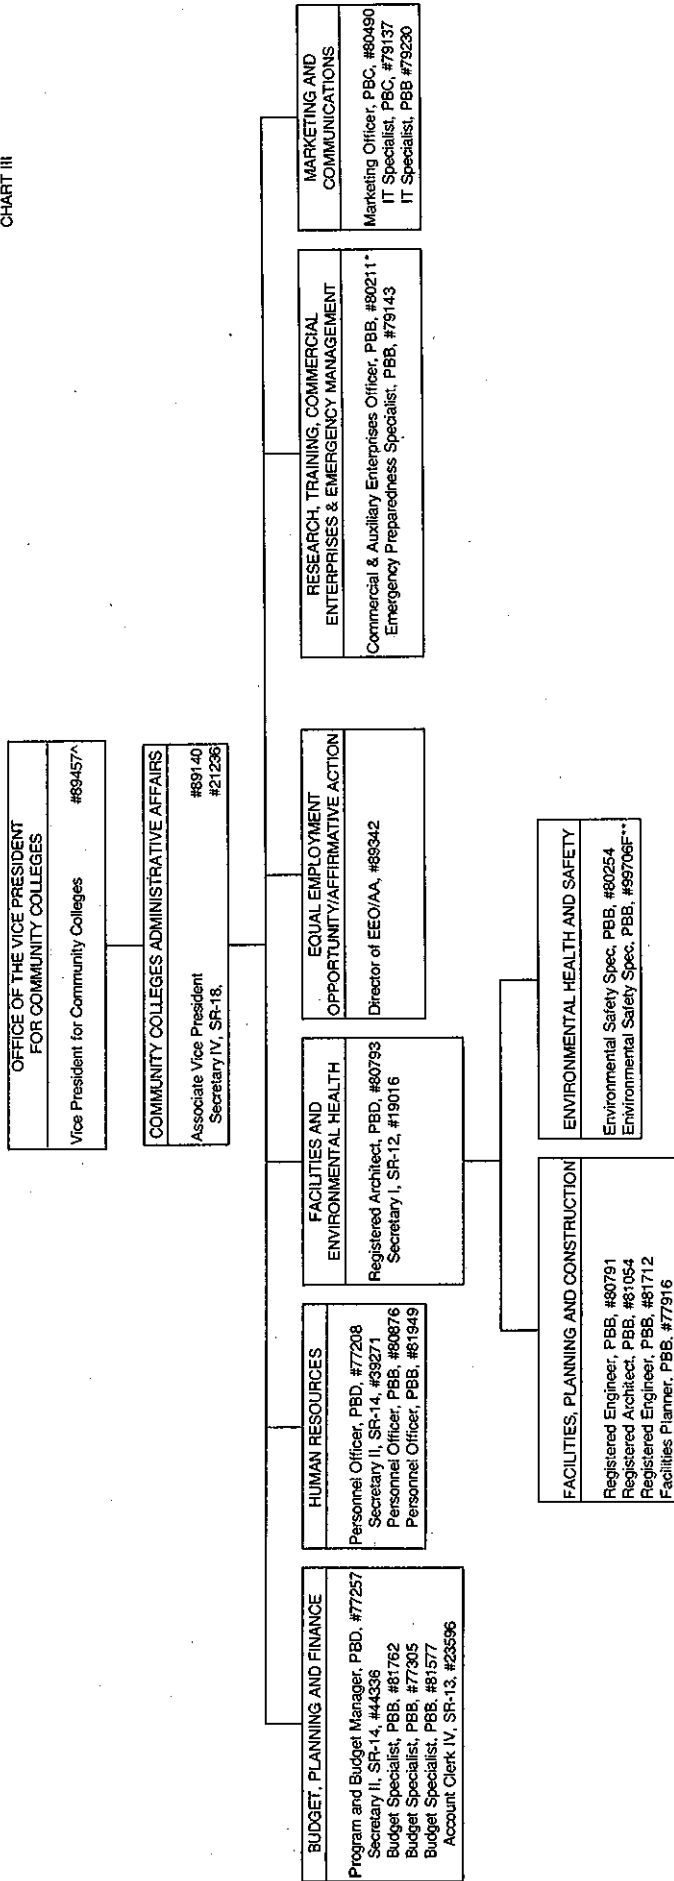 CHART III
OFFICE OF THE VICE PRESIDENT
FOR COMMUNITY COLLEGES
Vice President for Community Colleges #89457^
COMMUNITY COLLEGES ADMINISTRATIVE AFFAIRS
Associate Vice President #89140
Secretary IV, SR-18, #21236
BUDGET, PLANNING AND FINANCE
Program and Budget Manager, PBD, #77257
Secretary II, SR-14, #44336
Budget Specialist, PBB, #81762
Budget Specialist, PBB, #77305
Budget Specialist, PBB, #81577
Account Clerk IV, SR-13, #23596
HUMAN RESOURCES
Personnel Officer, PBD, #77208
Secretary II, SR-14, #39271
Personnel Officer, PBB, #80876
Personnel Officer, PBB, #81949
FACILITIES AND
ENVIRONMENTAL HEALTH
Registered Architect, PBD, #80793
Secretary I, SR-12, #19016
EQUAL EMPLOYMENT
OPPORTUNITY/AFFIRMATIVE ACTION
Director of EEO/AA, #89342
RESEARCH, TRAINING, COMMERCIAL
ENTERPRISES & EMERGENCY MANAGEMENT
Commercial & Auxiliary Enterprises Officer, PBB, #80211*
Emergency Preparedness Specialist, PBB, #79143
MARKETING AND
COMMUNICATIONS
Marketing Officer, PBC, #80490
IT Specialist, PBC, #79137
IT Specialist, PBB #79230
FACILITIES, PLANNING AND CONSTRUCTION
Registered Engineer, PBB, #80791
Registered Architect, PBB, #81054
Registered Engineer, PBB, #81712
Facilities Planner, PBB, #77916
ENVIRONMENTAL HEALTH AND SAFETY
Environmental Safety Spec, PBB, #80254
Enivironmental Safety Spec, PBB, #99706F**